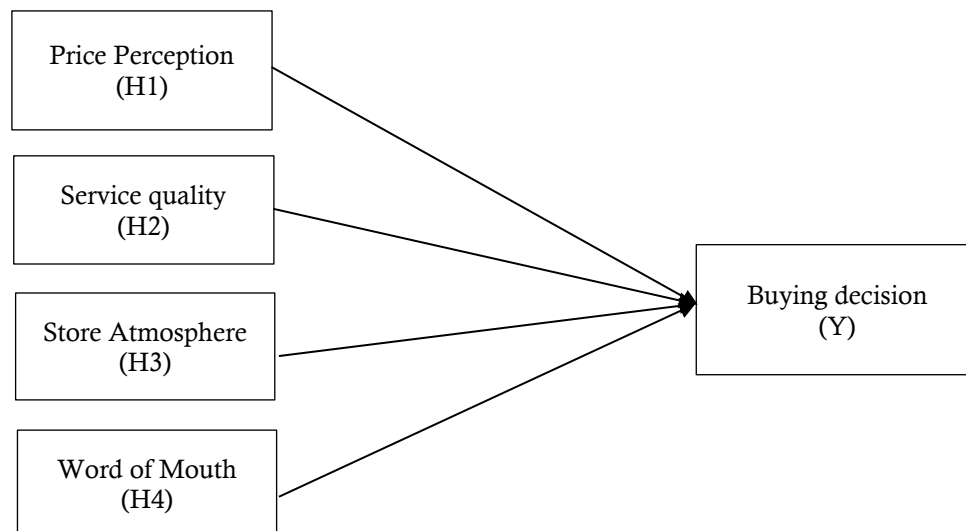 Price Perception
(H1)
Service quality
(H2)
Store Atmosphere
(H3)
Word of Mouth
(H4)
Buying decision
(Y)